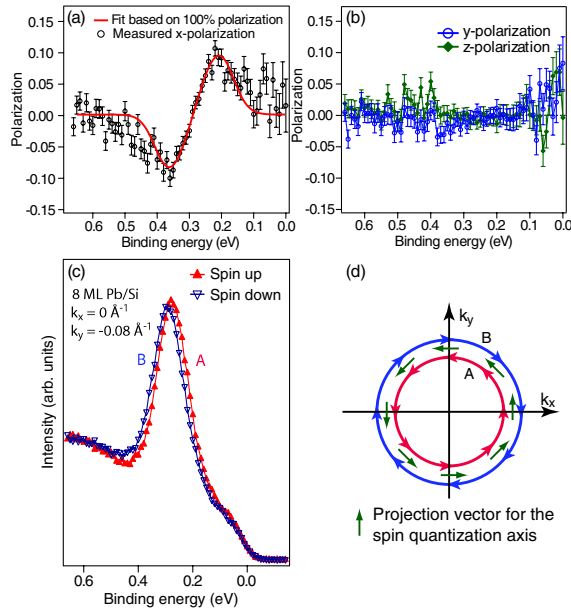 (a)
Fit based on 100% polarization
Measured x-polarization
Polarization
0.15
0.10
0.05
0.00
-0.05
-0.10
-0.15
0.6 0.5 0.4 0.3 0.2 0.1 0.0
Binding energy (eV)
(b)
y-polarization
z-polarization
Polarization
0.15
0.10
0.05
0.00
-0.05
-0.10
-0.15
0.6 0.5 0.4 0.3 0.2 0.1 0.0
Binding energy (eV)
(c)
Spin up
Spin down
8 ML Pb/Si
kx = 0 Å-1
ky = -0.08 Å-1
B A
Intensity (arb. units)
0.6 0.4 0.2 0.0
Binding energy (eV)
(d)
ky
B
A
kx
Projection vector for the
spin quantization axis